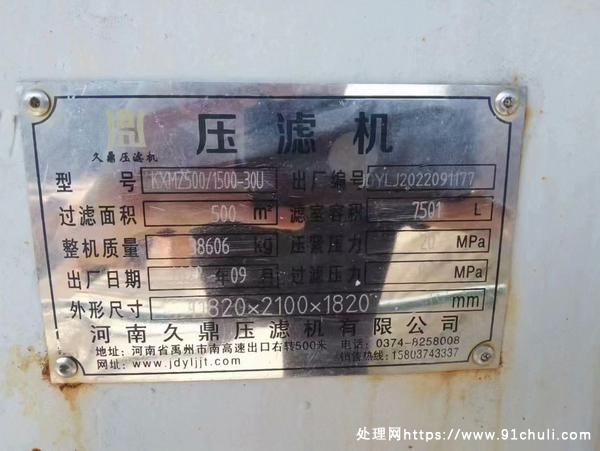 压滤机
久鼎压滤机
型 号 KXMZ500/1500-30U 出厂编号 DYLJ2022091177
过滤面积 500 m² 滤室容积 7501 L
整机质量 38606 kg 压紧压力 20 MPa
出厂日期 年09月 过滤压力 MPa
外形尺寸 11820×2100×1820 mm
河南久鼎压滤机有限公司
地址:河南省禹州市南高速出口右转500米 电话:0374-8258008
网址:www.jdyljjt.com 销售热线:15803743337
处理网https://www.91chuli.com/